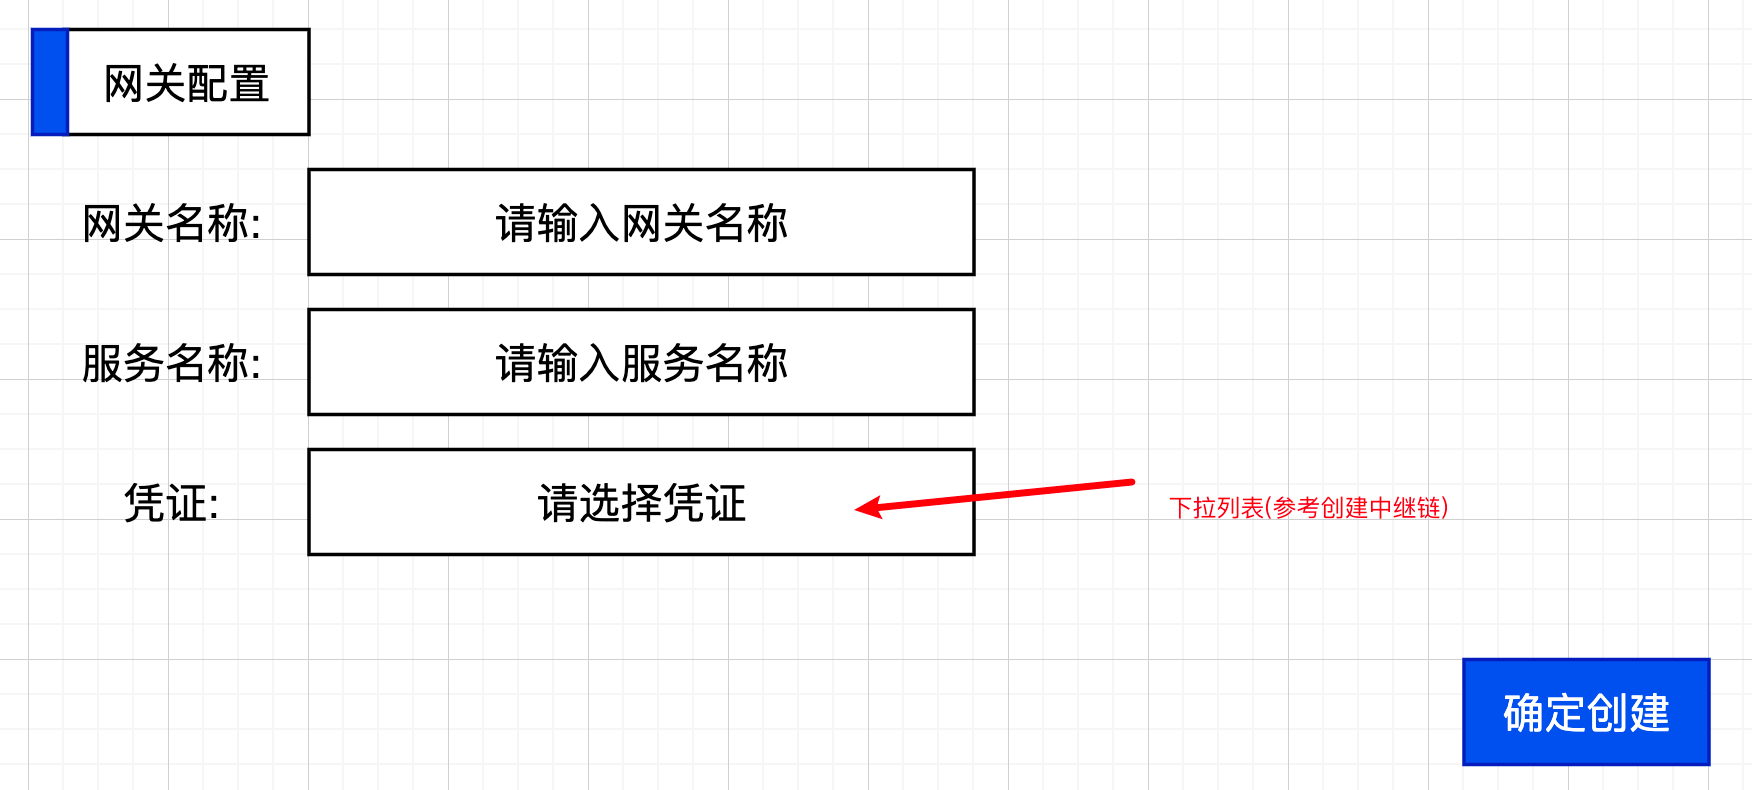 网关配置
网关名称:
请输入网关名称
服务名称:
请输入服务名称
凭证:
请选择凭证
下拉列表(参考创建中继链)
确定创建